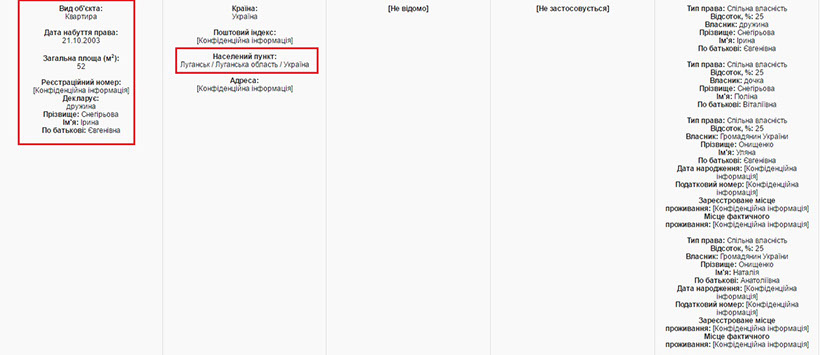 Вид об'єкта:
Квартира
Дата набуття права:
21.10.2003
Загальна площа (м²):
52
Реєстраційний номер:
[Конфіденційна інформація]
Декларує:
дружина
Прізвище: Снегірьова
Ім'я: Ірина
По батькові: Євгенівна
Країна:
Україна
Поштовий індекс:
[Конфіденційна інформація]
Населений пункт:
Луганськ / Луганська область / Україна
Адреса:
[Конфіденційна інформація]
[Не відомо]
[Не застосовується]
Тип права: Спільна власність
Відсоток, %: 25
Власник: дружина
Прізвище: Снегірьова
Ім'я: Ірина
По батькові: Євгенівна
Тип права: Спільна власність
Відсоток, %: 25
Власник: дочка
Прізвище: Снегірьова
Ім'я: Поліна
По батькові: Віталіївна
Тип права: Спільна власність
Відсоток, %: 25
Власник: Громадянин України
Прізвище: Онищенко
Ім'я: Уляна
По батькові: Євгенівна
Дата народження: [Конфіденційна
інформація]
Податковий номер: [Конфіденційна
інформація]
Зареєстроване місце
проживання: [Конфіденційна інформація]
Місце фактичного
проживання: [Конфіденційна інформація]
Тип права: Спільна власність
Відсоток, %: 25
Власник: Громадянин України
Прізвище: Онищенко
Ім'я: Наталія
По батькові: Анатоліївна
Дата народження: [Конфіденційна
інформація]
Податковий номер: [Конфіденційна
інформація]
Зареєстроване місце
проживання: [Конфіденційна інформація]
Місце фактичного
проживання: [Конфіденційна інформація]